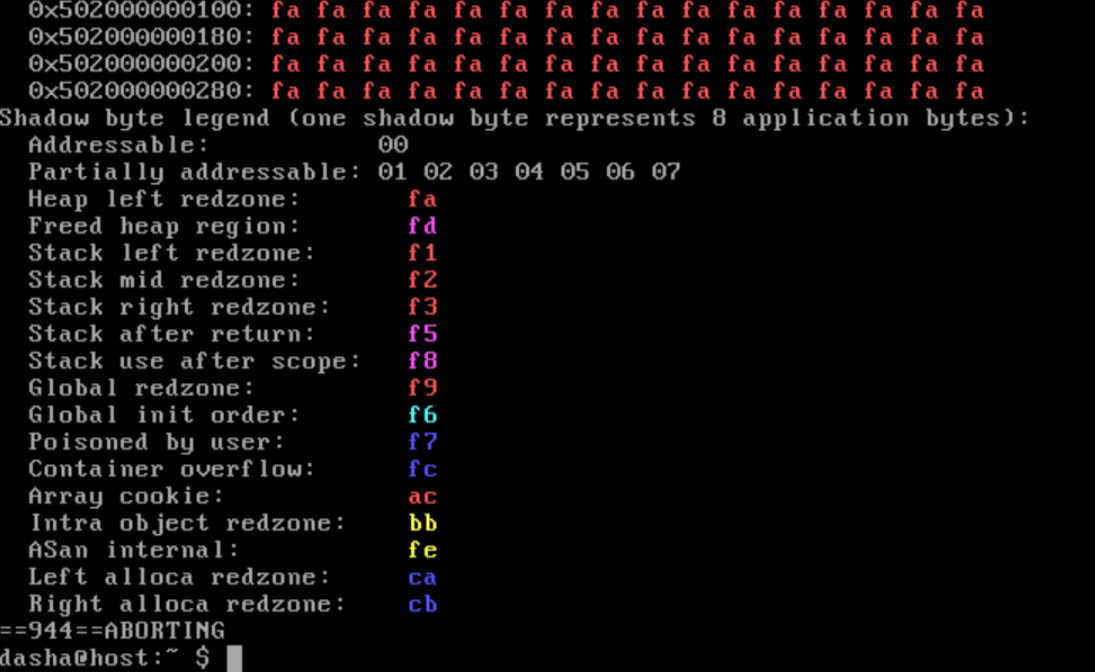 0x502000000100: fa fa fa fa fa fa fa fa fa fa fa fa fa fa fa fa
0x502000000180: fa fa fa fa fa fa fa fa fa fa fa fa fa fa fa fa
0x502000000200: fa fa fa fa fa fa fa fa fa fa fa fa fa fa fa fa
0x502000000280: fa fa fa fa fa fa fa fa fa fa fa fa fa fa fa fa
Shadow byte legend (one shadow byte represents 8 application bytes):
Addressable: 00
Partially addressable: 01 02 03 04 05 06 07
Heap left redzone: fa
Freed heap region: fd
Stack left redzone: f1
Stack mid redzone: f2
Stack right redzone: f3
Stack after return: f5
Stack use after scope: f8
Global redzone: f9
Global init order: f6
Poisoned by user: f7
Container overflow: fc
Array cookie: ac
Intra object redzone: bb
ASan internal: fe
Left alloca redzone: ca
Right alloca redzone: cb
==944==ABORTING
dasha@host:~ $